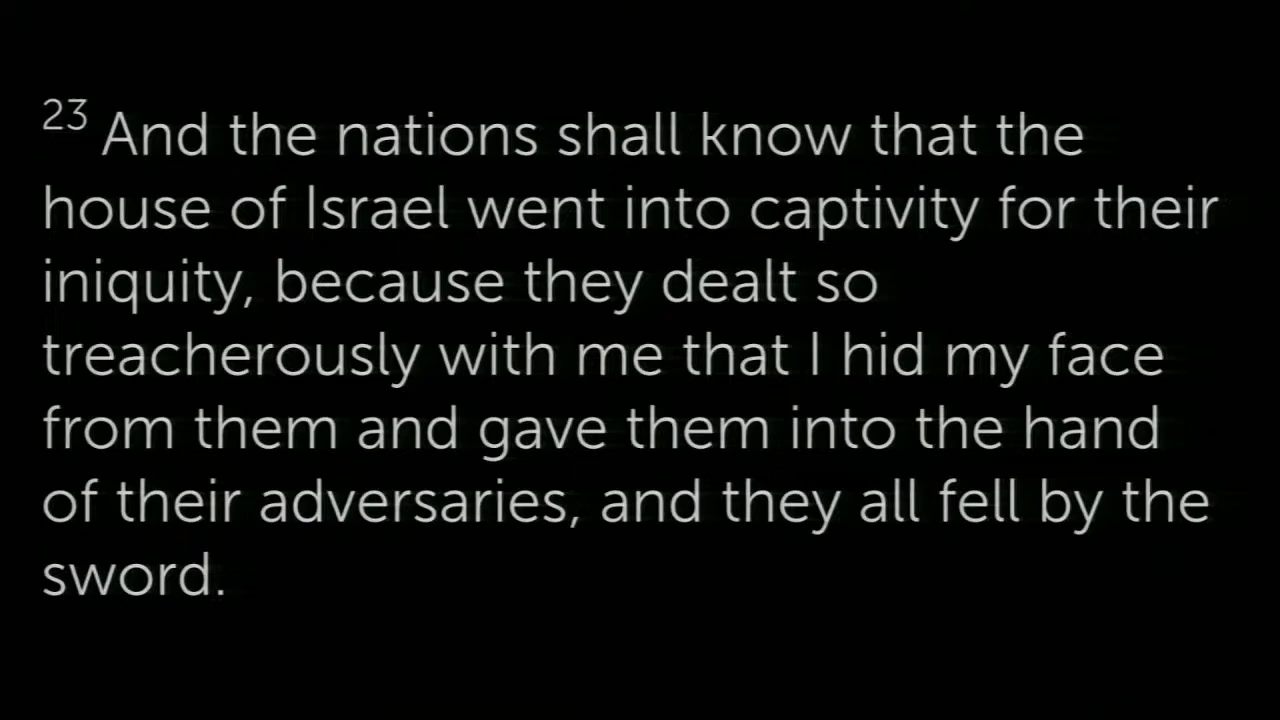 23 And the nations shall know that the
house of Israel went into captivity for their
iniquity, because they dealt so
treacherously with me that I hid my face
from them and gave them into the hand
of their adversaries, and they all fell by the
sword.